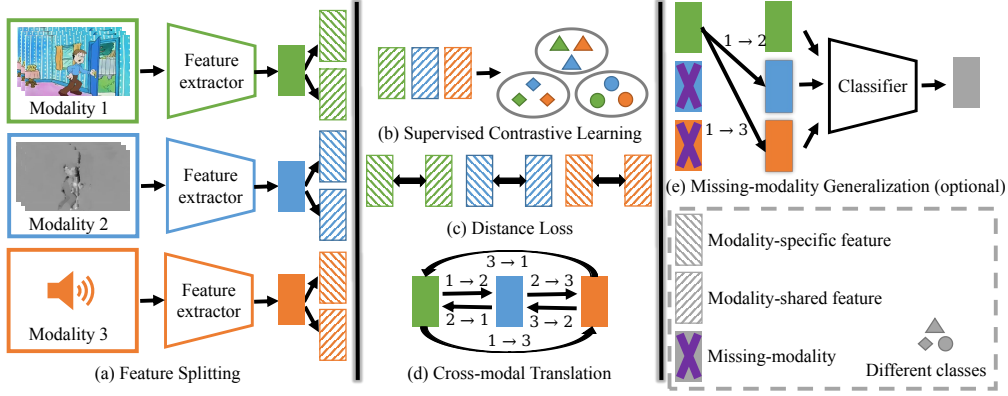 Modality 1
Feature
extractor
Modality 2
Feature
extractor
Modality 3
Feature
extractor
(a) Feature Splitting
(b) Supervised Contrastive Learning
(c) Distance Loss
3 → 1
1 → 2
2 → 3
2 → 1
3 → 2
1 → 3
(d) Cross-modal Translation
1 → 2
1 → 3
Classifier
(e) Missing-modality Generalization (optional)
Modality-specific feature
Modality-shared feature
Missing-modality
Different classes